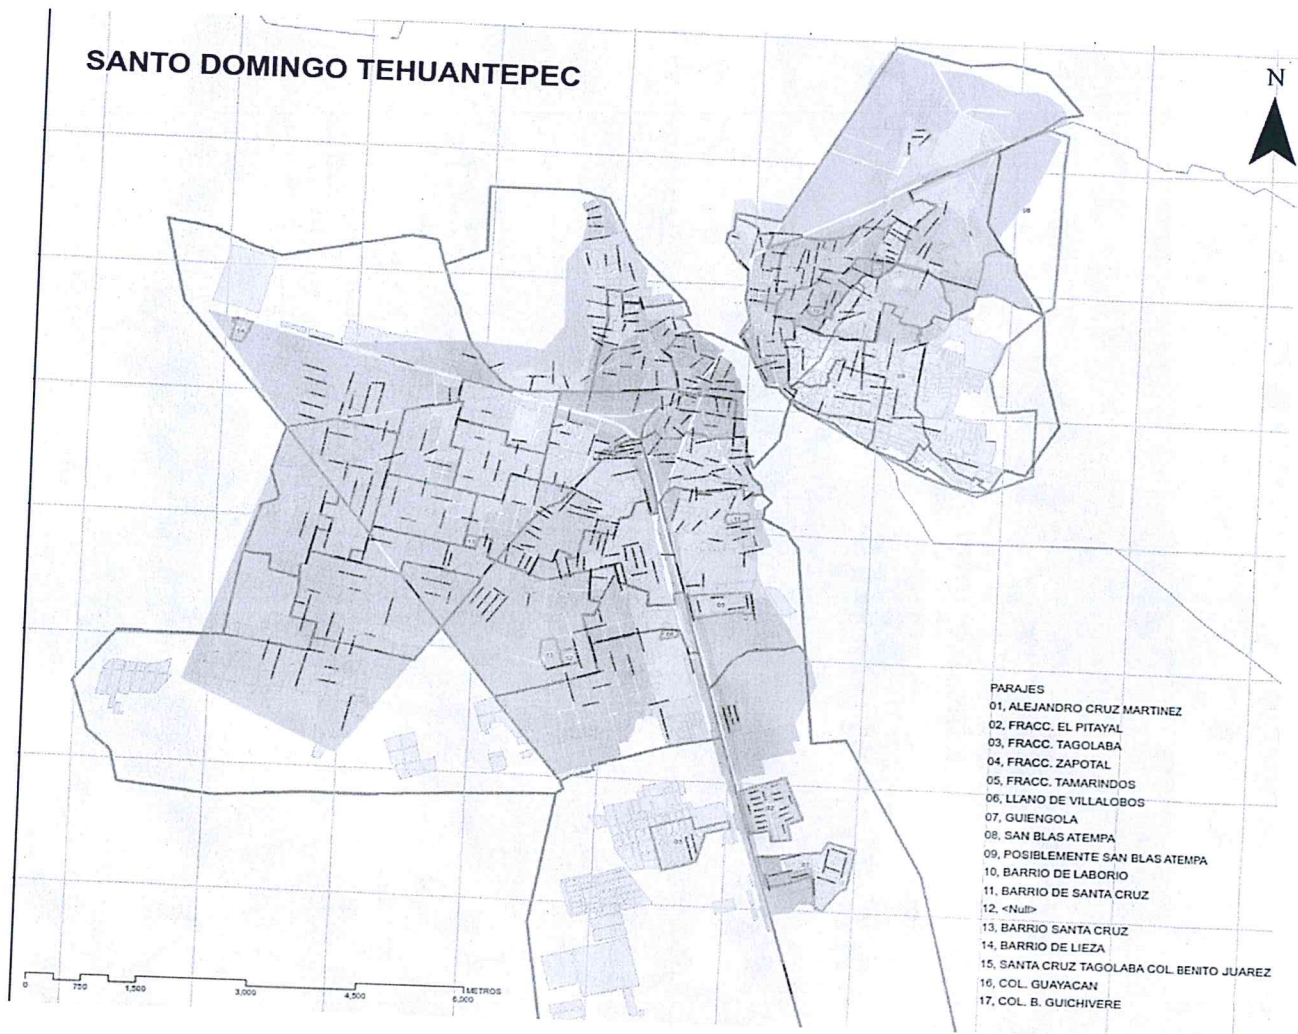 SANTO DOMINGO TEHUANTEPEC
N
PARAJES
01, ALEJANDRO CRUZ MARTINEZ
02, FRACC. EL PITAYAL
03, FRACC. TAGOLABA
04, FRACC. ZAPOTAL
05, FRACC. TAMARINDOS
06, LLANO DE VILLALOBOS
07, GUIENGOLA
08, SAN BLAS ATEMPA
09, POSIBLEMENTE SAN BLAS ATEMPA
10, BARRIO DE LABORIO
11, BARRIO DE SANTA CRUZ
12, <Null>
13, BARRIO SANTA CRUZ
14, BARRIO DE LIEZA
15, SANTA CRUZ TAGOLABA COL. BENITO JUAREZ
16, COL. GUAYACAN
17, COL. B. GUICHIVERE
0 750 1,500 3,000 4,500 6,000 METROS